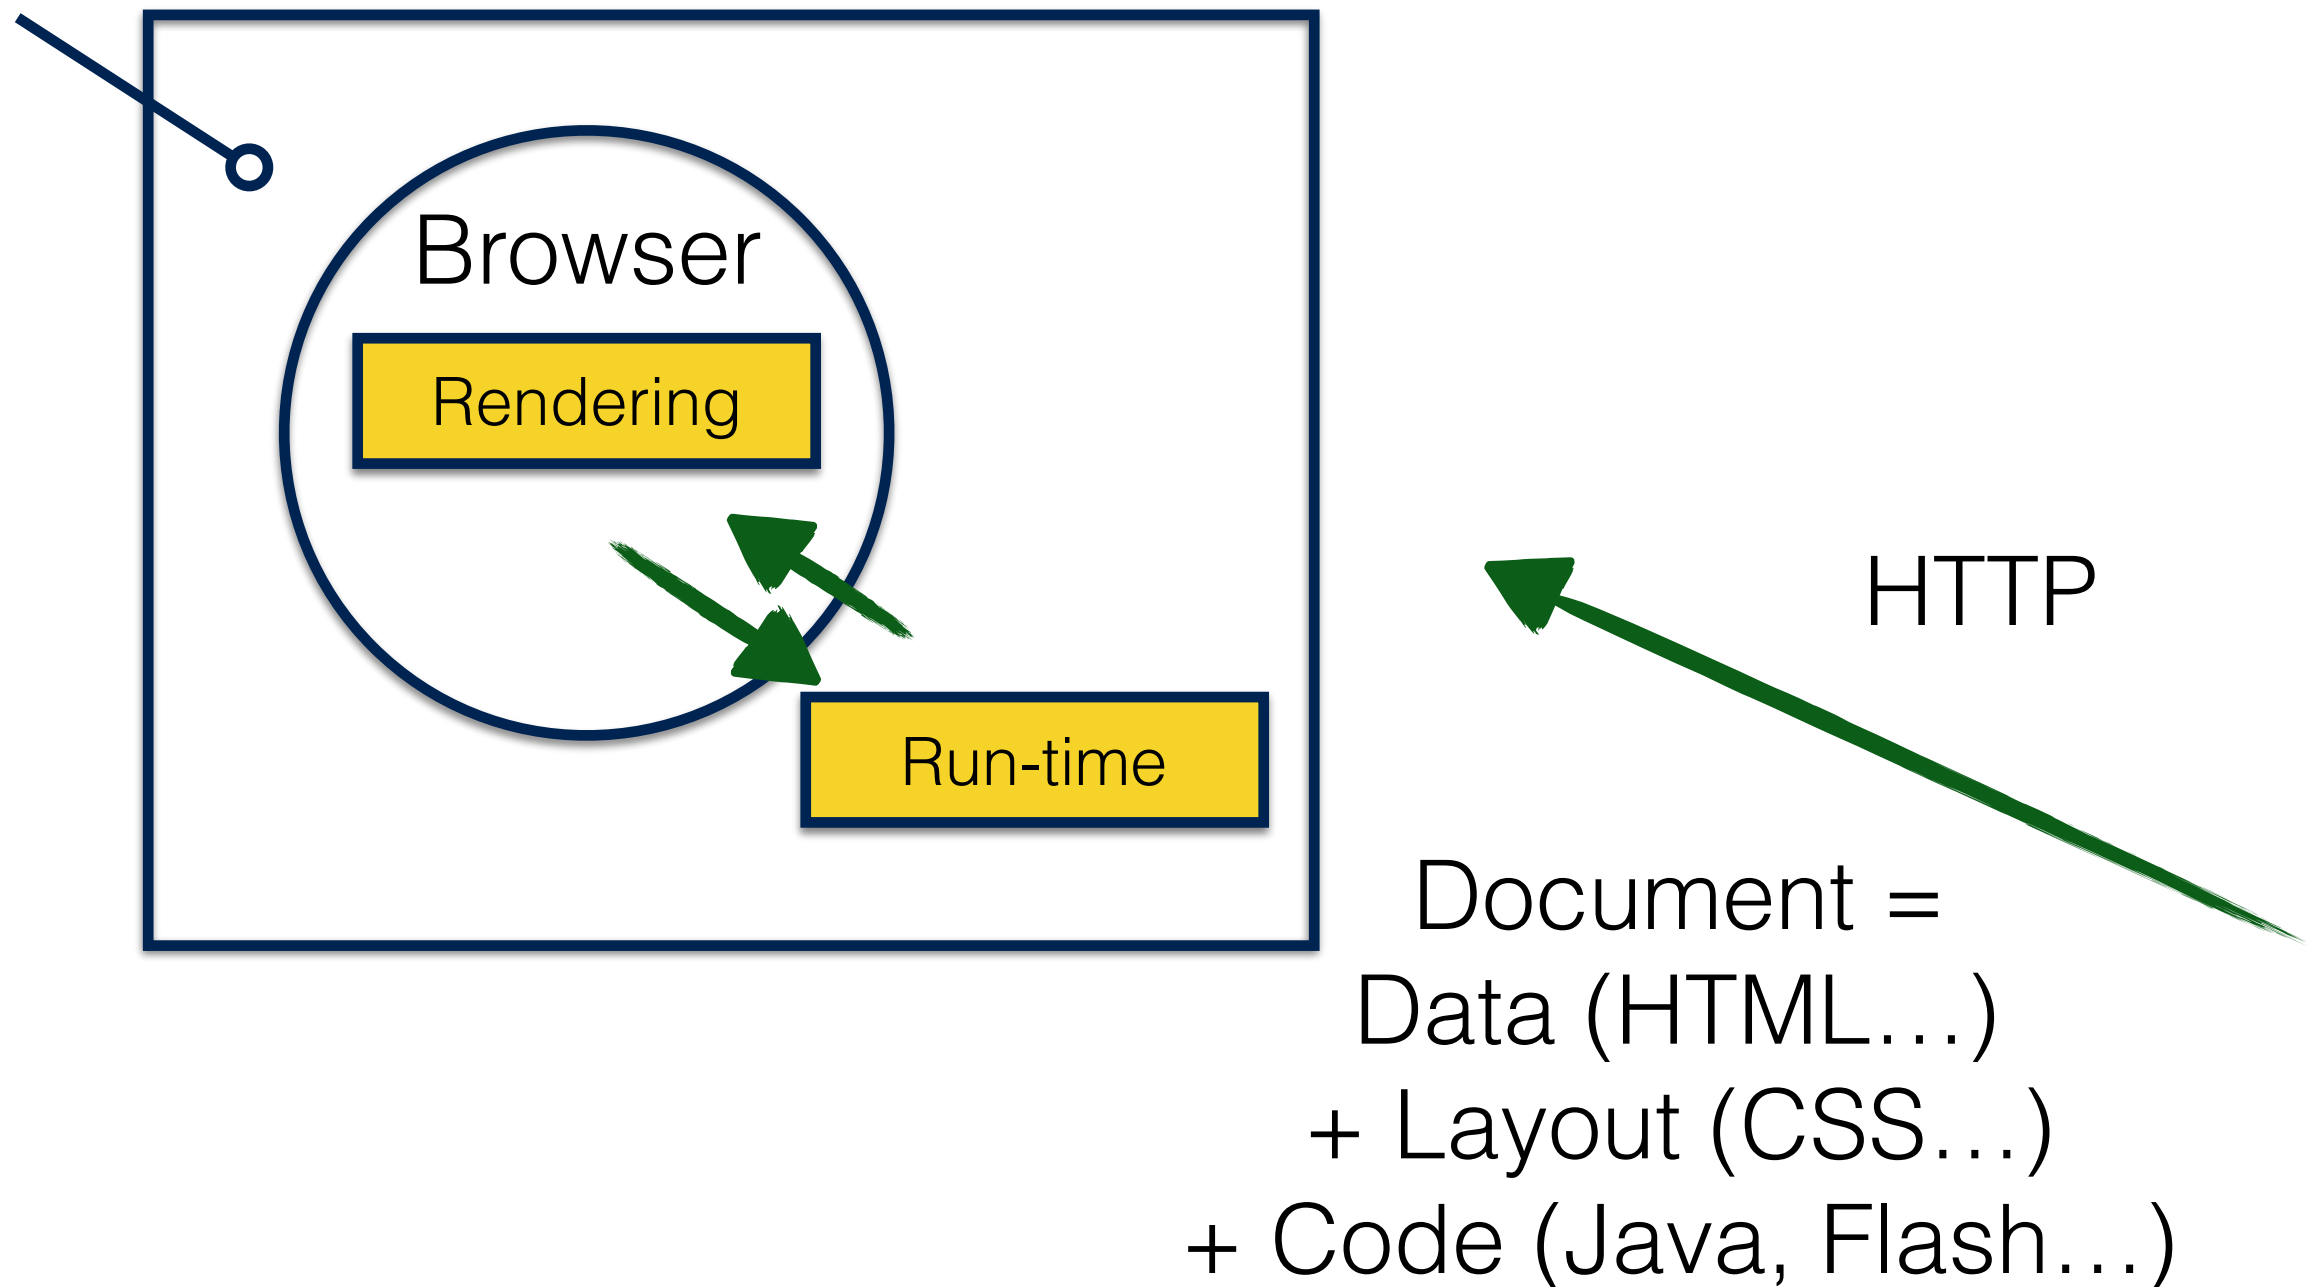 Browser
Rendering
Run-time
HTTP
Document =
Data (HTML…)
+ Layout (CSS…)
+ Code (Java, Flash…)